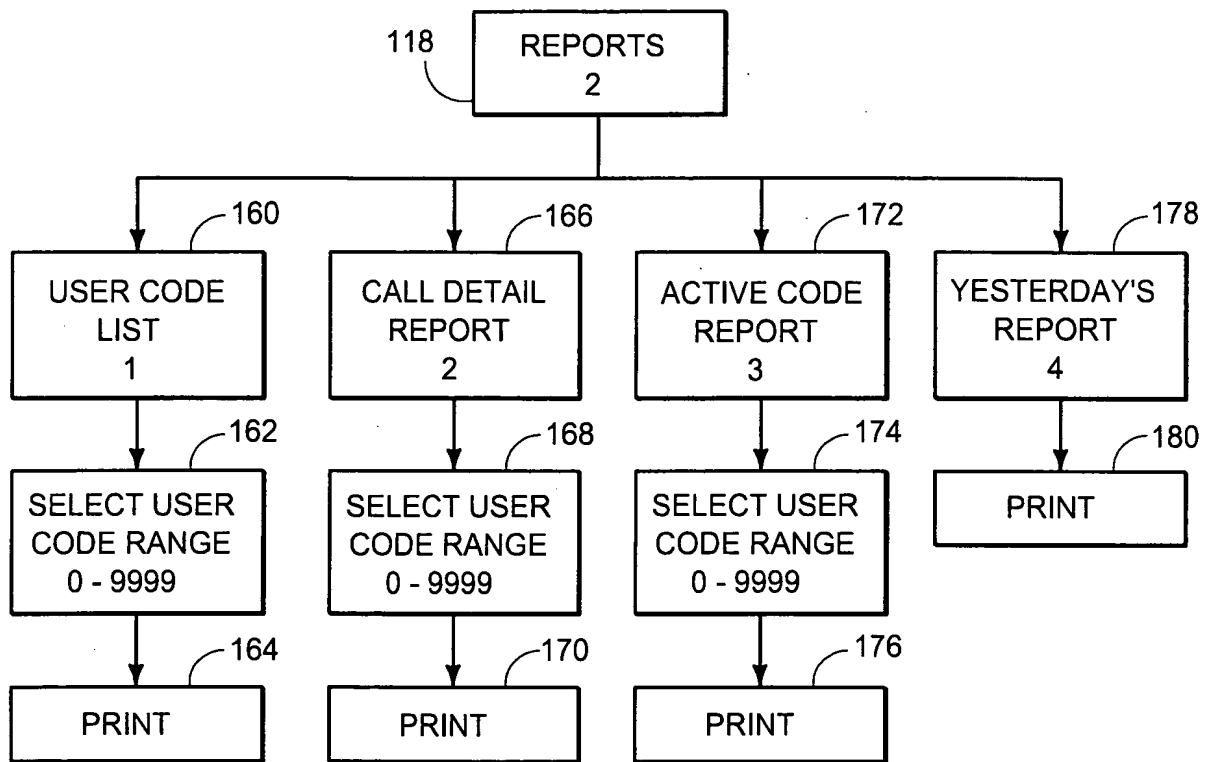 118
REPORTS
2
160
166
172
178
USER CODE
LIST
1
CALL DETAIL
REPORT
2
ACTIVE CODE
REPORT
3
YESTERDAY'S
REPORT
4
162
168
174
180
SELECT USER
CODE RANGE
0 - 9999
SELECT USER
CODE RANGE
0 - 9999
SELECT USER
CODE RANGE
0 - 9999
PRINT
164
170
176
PRINT
PRINT
PRINT